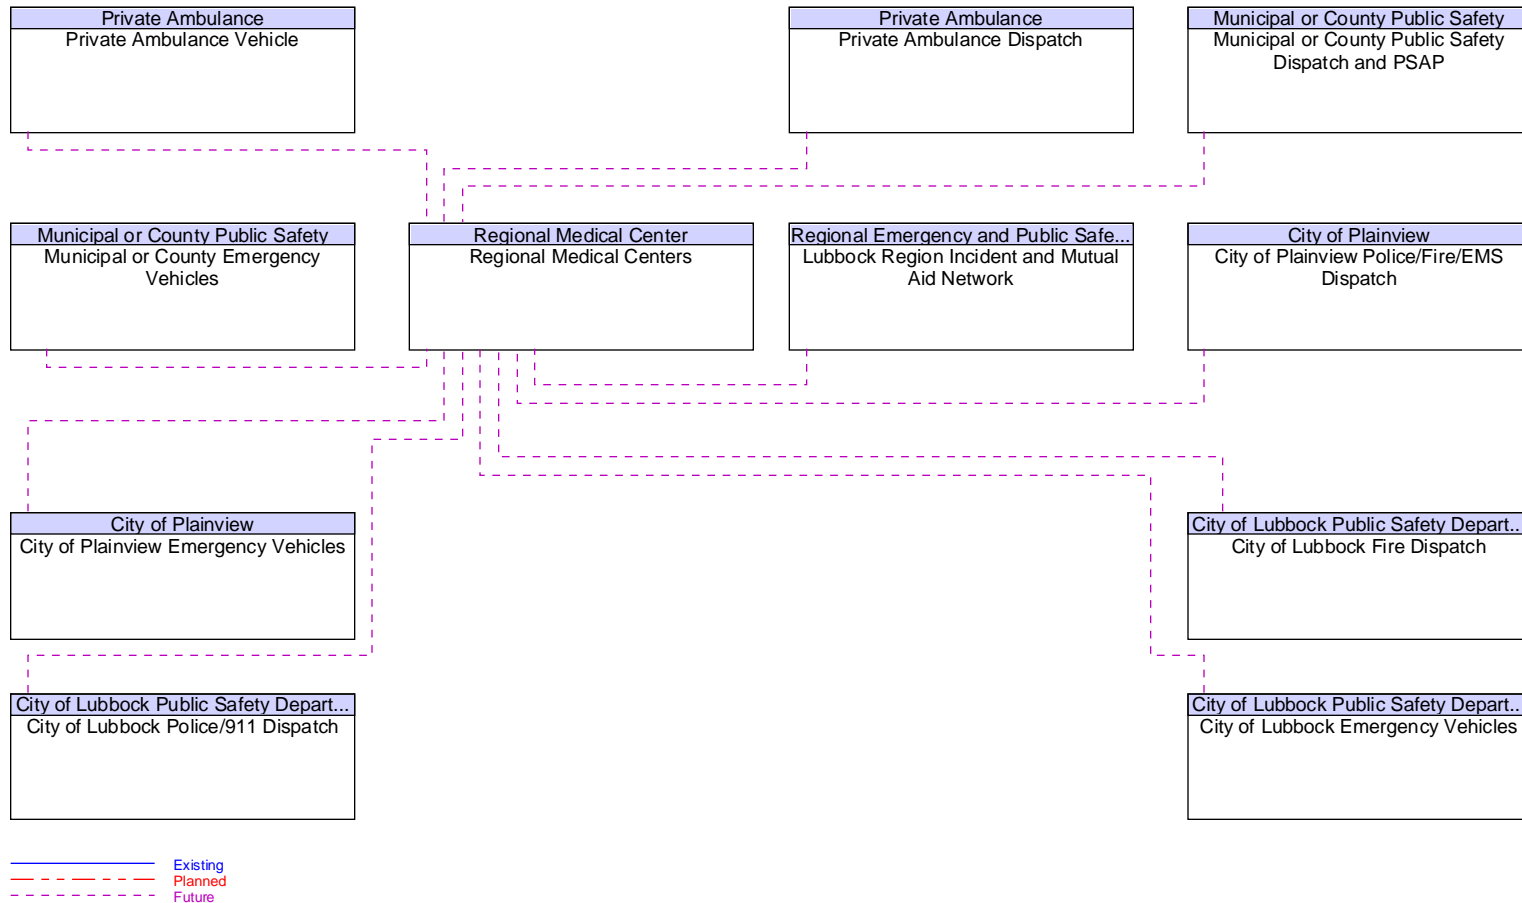 Private Ambulance
Private Ambulance Vehicle
Private Ambulance
Private Ambulance Dispatch
Municipal or County Public Safety
Municipal or County Public Safety
Dispatch and PSAP
Municipal or County Public Safety
Municipal or County Emergency
Vehicles
Regional Medical Center
Regional Medical Centers
Regional Emergency and Public Safe...
Lubbock Region Incident and Mutual
Aid Network
City of Plainview
City of Plainview Police/Fire/EMS
Dispatch
City of Plainview
City of Plainview Emergency Vehicles
City of Lubbock Public Safety Depart...
City of Lubbock Fire Dispatch
City of Lubbock Public Safety Depart...
City of Lubbock Police/911 Dispatch
City of Lubbock Public Safety Depart...
City of Lubbock Emergency Vehicles
Existing
Planned
Future